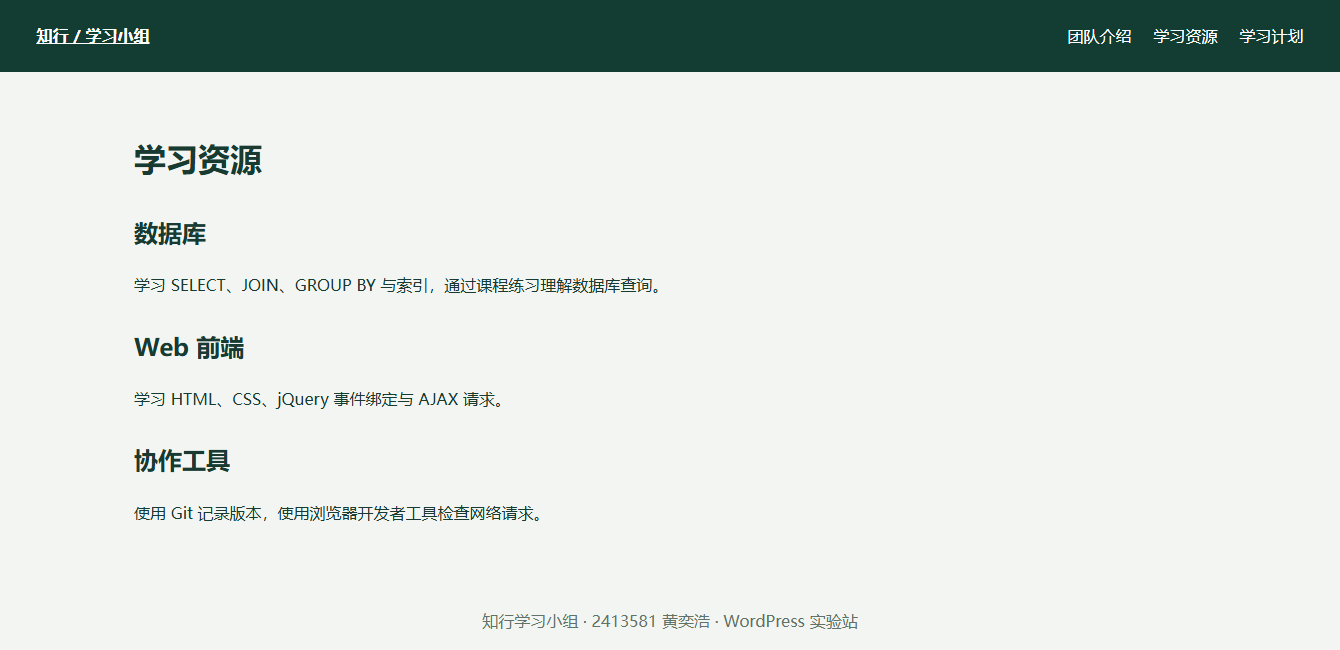 知行 / 学习小组
团队介绍 学习资源 学习计划
学习资源
数据库
学习 SELECT、JOIN、GROUP BY 与索引，通过课程练习理解数据库查询。
Web 前端
学习 HTML、CSS、jQuery 事件绑定与 AJAX 请求。
协作工具
使用 Git 记录版本，使用浏览器开发者工具检查网络请求。
知行学习小组 · 2413581 黄奕浩 · WordPress 实验站